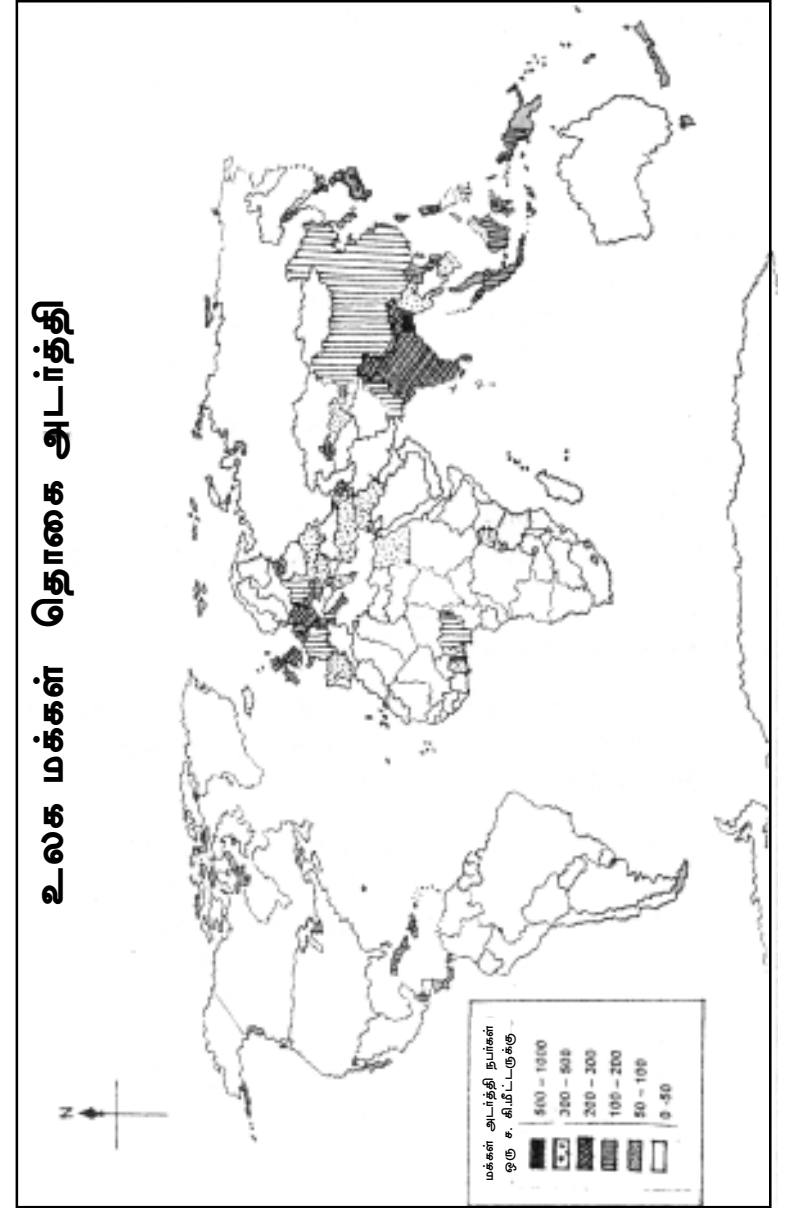 உலக மக்கள் தொகை அடர்த்தி
N
மக்கள் அடர்த்தி நபர்கள்
ஒரு ச. கி.மீட்டருக்கு
500 – 1000
300 – 500
200 – 300
100 – 200
50 – 100
0 -50